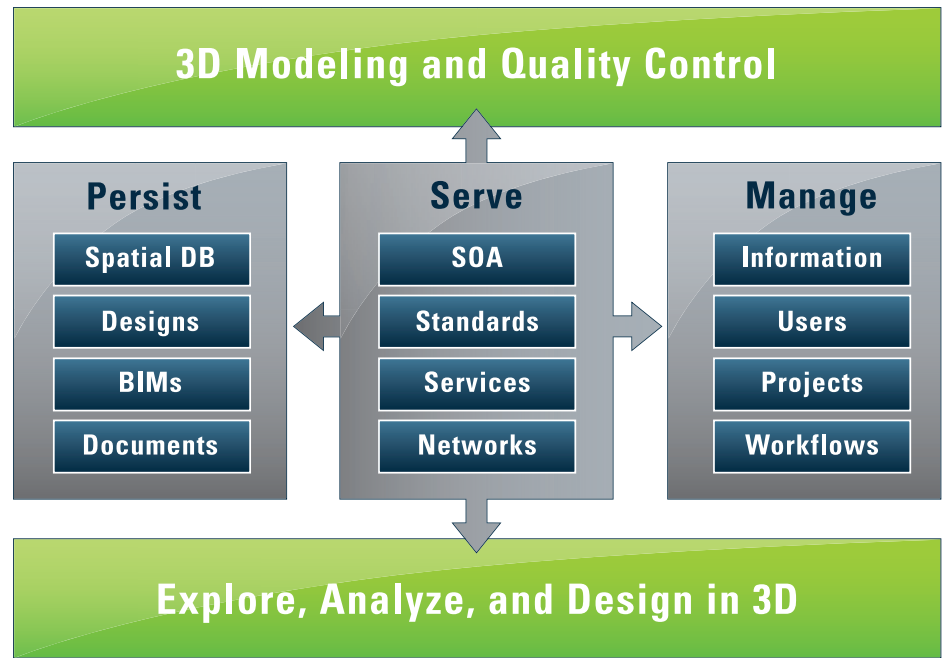 3D Modeling and Quality Control
Persist
Spatial DB
Designs
BIMs
Documents
Serve
SOA
Standards
Services
Networks
Manage
Information
Users
Projects
Workflows
Explore, Analyze, and Design in 3D